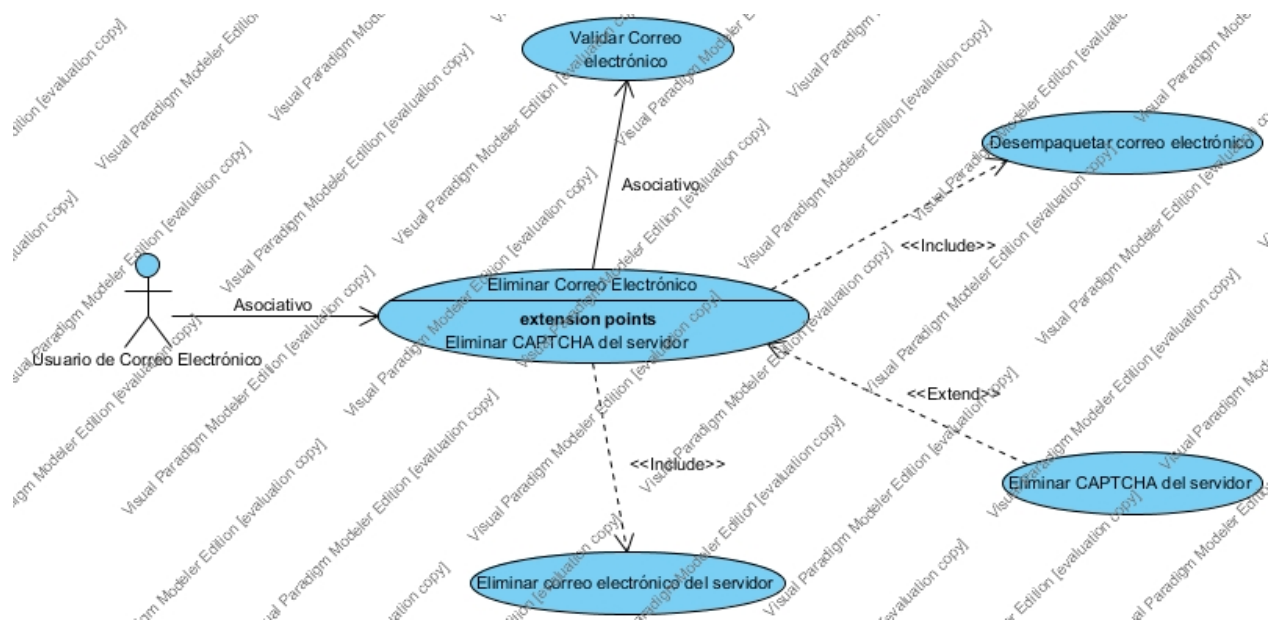 Validar Correo
electrónico
Desempaquetar correo electrónico
Asociativo
<<Include>>
Eliminar Correo Electrónico
Asociativo
extension points
Eliminar CAPTCHA del servidor
Usuario de Correo Electrónico
<<Extend>>
<<Include>>
Eliminar CAPTCHA del servidor
Eliminar correo electrónico del servidor
Visual Paradigm Modeler Edition [evaluation copy]